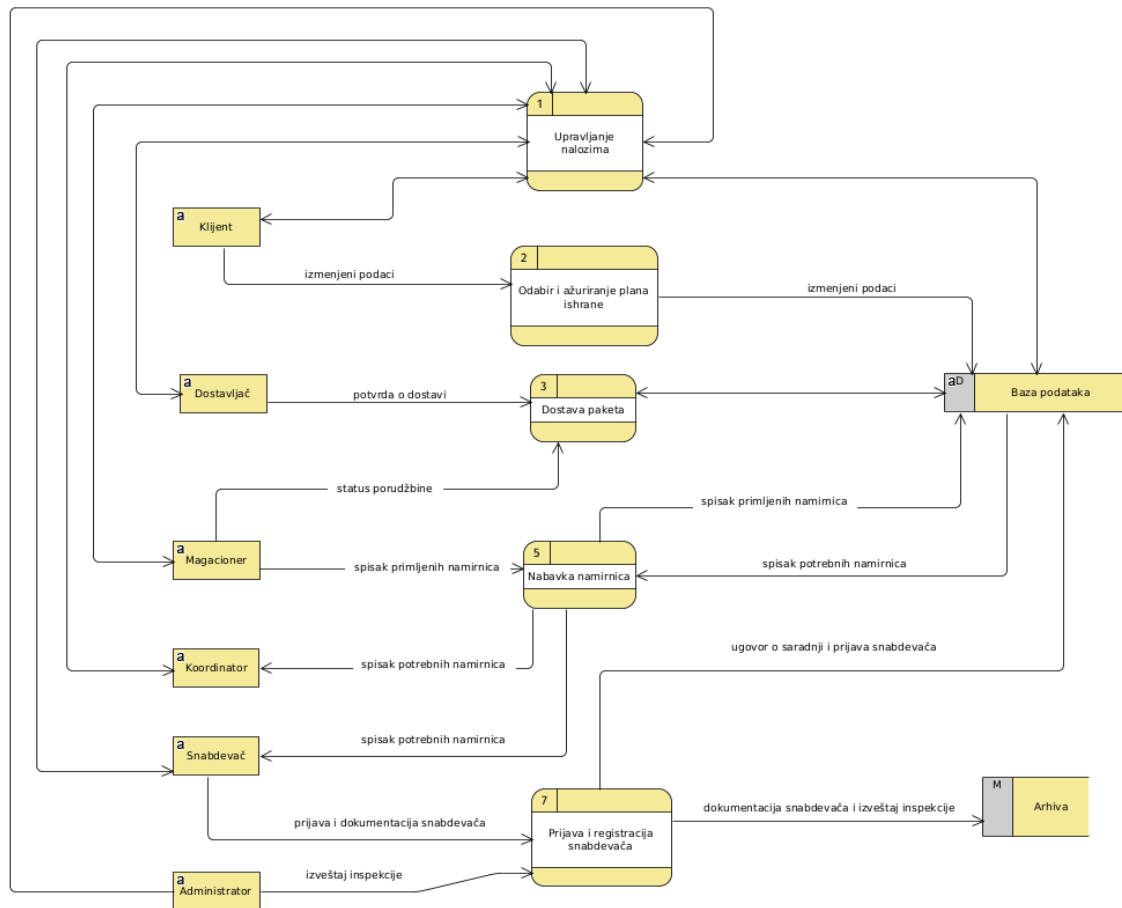 1
Upravljanje
nalozima
a
Klijent
izmenjeni podaci
2
Odabir i ažuriranje plana
ishrane
izmenjeni podaci
a
Dostavljač
potvrda o dostavi
3
Dostava paketa
aD
Baza podataka
status porudžbine
spisak primljenih namirnica
a
Magacioner
spisak primljenih namirnica
5
Nabavka namirnica
spisak potrebnih namirnica
a
Koordinator
spisak potrebnih namirnica
ugovor o saradnji i prijava snabdevača
a
Snabdevač
spisak potrebnih namirnica
prijava i dokumentacija snabdevača
7
Prijava i registracija
snabdevača
dokumentacija snabdevača i izveštaj inspekcije
M
Arhiva
a
Administrator
izveštaj inspekcije